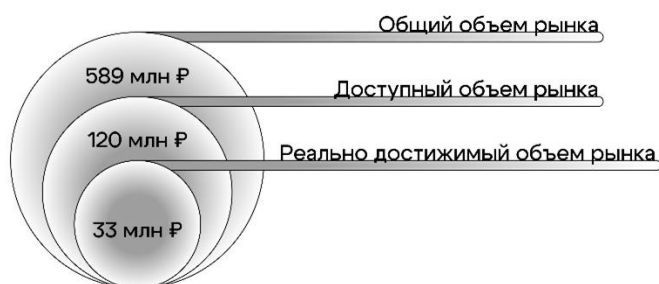 Общий объем рынка
589 млн ₽
Доступный объем рынка
120 млн ₽
Реально достижимый объем рынка
33 млн ₽